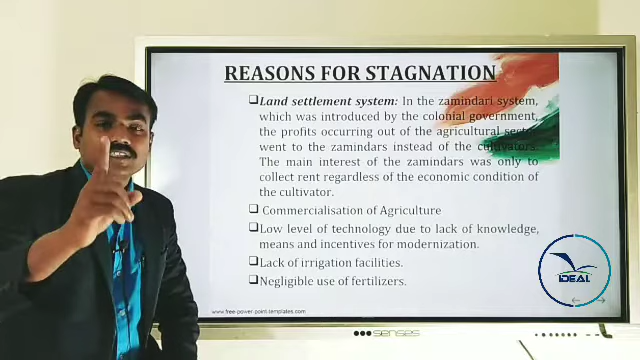 REASONS FOR STAGNATION
Land settlement system: In the zamindari system,
which was introduced by the colonial government,
the profits occurring out of the agricultural sector
went to the zamindars instead of the cultivators.
The main interest of the zamindars was only to
collect rent regardless of the economic condition of
the cultivator.
Commercialisation of Agriculture
Low level of technology due to lack of knowledge,
means and incentives for modernization.
Lack of irrigation facilities.
Negligible use of fertilizers.
IDEAL
www.free-power-point-templates.com
senses